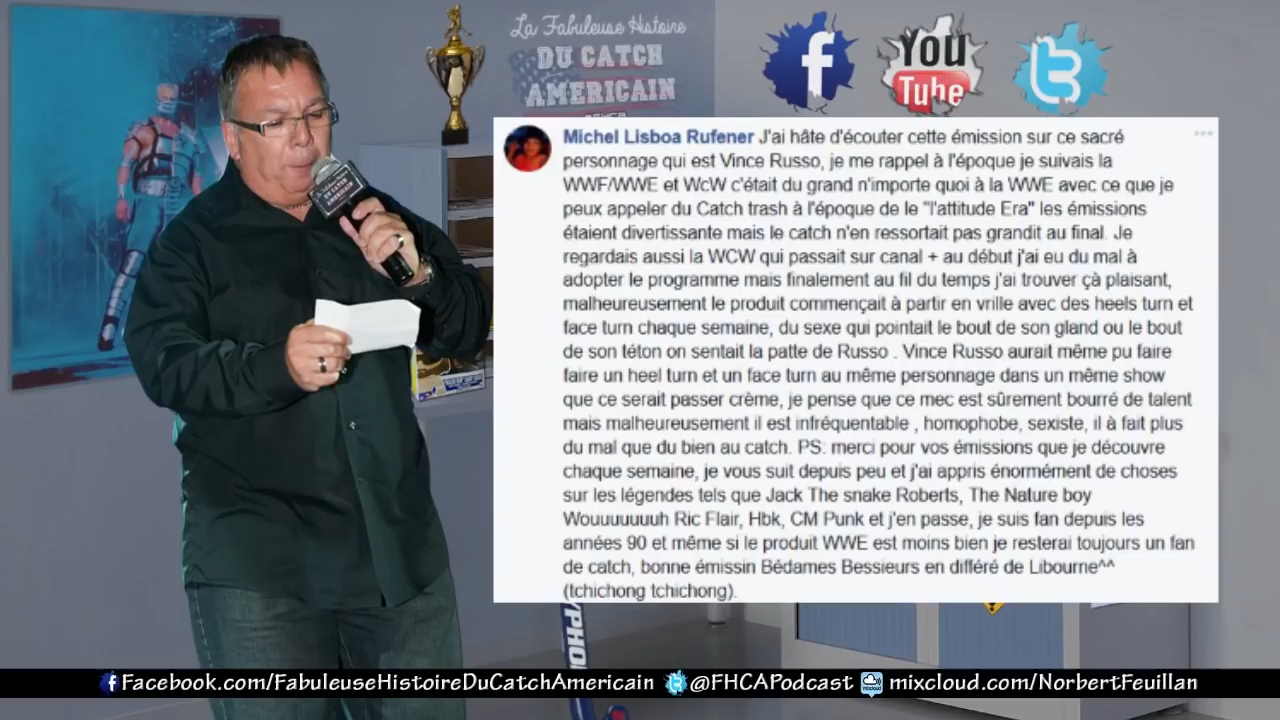 La Fabuleuse Histoire
DU CATCH
AMERICAIN
f
You
Tube
Michel Lisboa Rufener J'ai hâte d'écouter cette émission sur ce sacré
personnage qui est Vince Russo, je me rappel à l'époque je suivais la
WWF/WWE et WcW c'était du grand n'importe quoi à la WWE avec ce que je
peux appeler du Catch trash à l'époque de le "l'attitude Era" les émissions
étaient divertissante mais le catch n'en ressortait pas grandit au final. Je
regardais aussi la WCW qui passait sur canal + au début j'ai eu du mal à
adopter le programme mais finalement au fil du temps j'ai trouver çà plaisant,
malheureusement le produit commençait à partir en vrille avec des heels turn et
face turn chaque semaine, du sexe qui pointait le bout de son gland ou le bout
de son téton on sentait la patte de Russo . Vince Russo aurait même pu faire
faire un heel turn et un face turn au même personnage dans un même show
que ce serait passer crème, je pense que ce mec est sûrement bourré de talent
mais malheureusement il est infréquentable , homophobe, sexiste, il à fait plus
du mal que du bien au catch. PS: merci pour vos émissions que je découvre
chaque semaine, je vous suit depuis peu et j'ai appris énormément de choses
sur les légendes tels que Jack The snake Roberts, The Nature boy
Wouuuuuuuh Ric Flair, Hbk, CM Punk et j'en passe, je suis fan depuis les
années 90 et même si le produit WWE est moins bien je resterai toujours un fan
de catch, bonne émissin Bédames Bessieurs en différé de Libourne^^
(tchichong tchichong).
Facebook.com/FabuleuseHistoireDuCatchAmericain @FHCAPodcast mixcloud.com/NorbertFeuillan